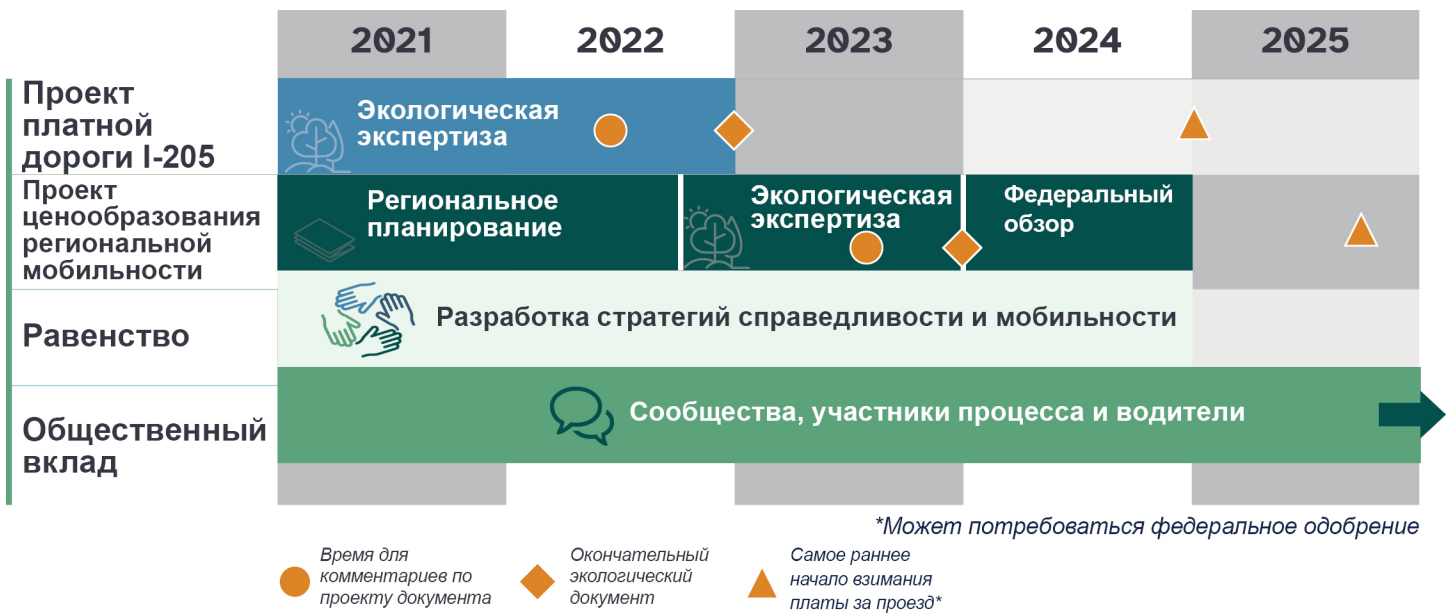 2021 2022 2023 2024 2025
Проект
платной
дороги I-205
Экологическая
экспертиза
Проект
ценообразования
региональной
мобильности
Региональное
планирование
Экологическая
экспертиза
Федеральный
обзор
Равенство
Разработка стратегий справедливости и мобильности
Общественный
вклад
Сообщества, участники процесса и водители
*Может потребоваться федеральное одобрение
Время для
комментариев по
проекту документа
Окончательный
экологический
документ
Самое раннее
начало взимания
платы за проезд*